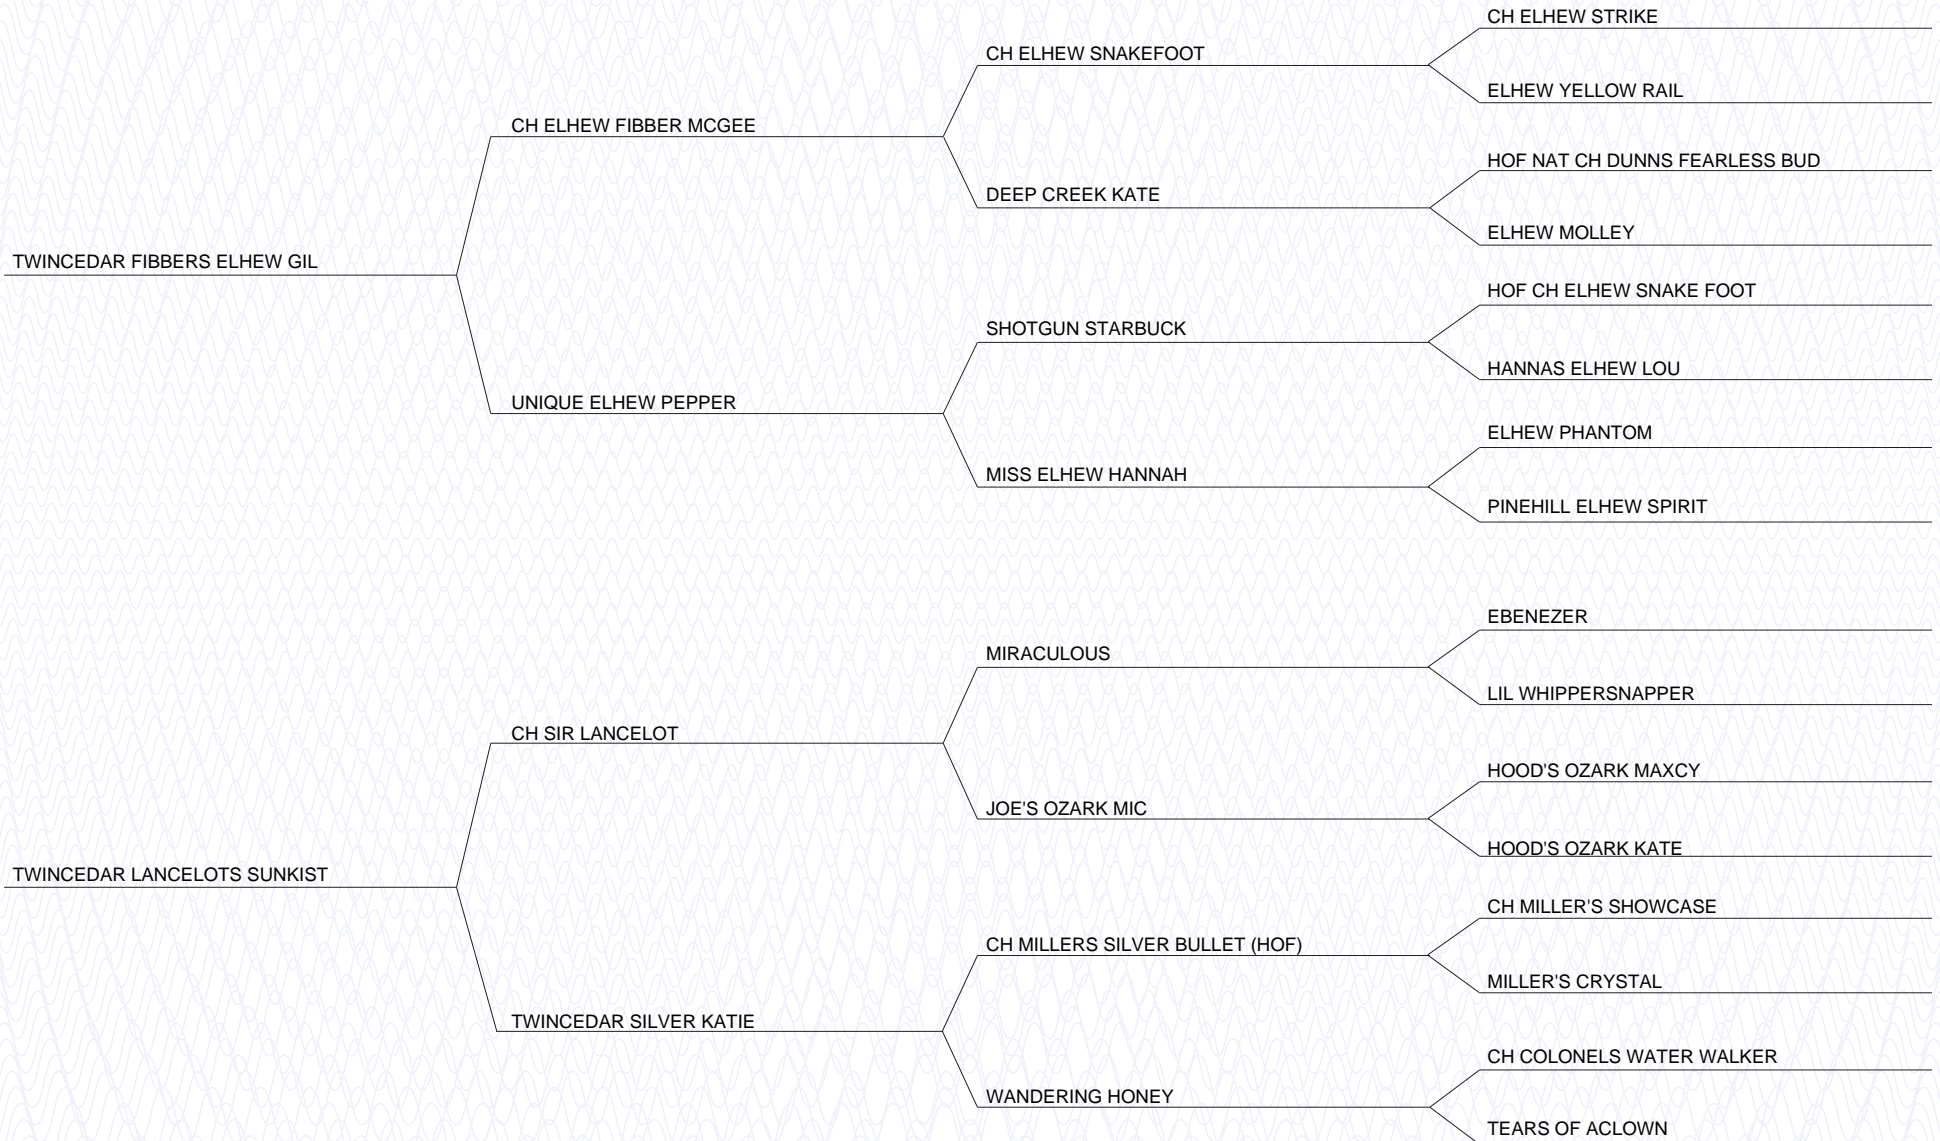 CH ELHEW STRIKE
CH ELHEW SNAKEFOOT
ELHEW YELLOW RAIL
CH ELHEW FIBBER MCGEE
HOF NAT CH DUNNS FEARLESS BUD
DEEP CREEK KATE
ELHEW MOLLEY
TWINCEDAR FIBBERS ELHEW GIL
HOF CH ELHEW SNAKE FOOT
SHOTGUN STARBUCK
HANNAS ELHEW LOU
UNIQUE ELHEW PEPPER
ELHEW PHANTOM
MISS ELHEW HANNAH
PINEHILL ELHEW SPIRIT
EBENEZER
MIRACULOUS
LIL WHIPPERSNAPPER
CH SIR LANCELOT
HOOD'S OZARK MAXCY
JOE'S OZARK MIC
HOOD'S OZARK KATE
TWINCEDAR LANCELOTS SUNKIST
CH MILLER'S SHOWCASE
CH MILLERS SILVER BULLET (HOF)
MILLER'S CRYSTAL
TWINCEDAR SILVER KATIE
CH COLONELS WATER WALKER
WANDERING HONEY
TEARS OF ACLOWN